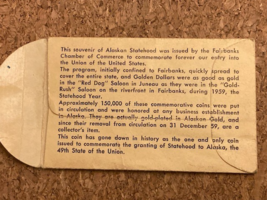 This souvenir of Alaskan Statehood was issued by the Fairbanks
Chamber of Commerce to commemorate forever our entry into
the Union of the United States.
The program, initially confined to Fairbanks, quickly spread to
cover the entire state, and Golden Dollars were as good as gold
in the "Red Dog" Saloon in Juneau as they were in the "Gold-
Rush" Saloon on the riverfront in Fairbanks, during 1959, the
Statehood Year.
Approximately 150,000 of these commemorative coins were put
in circulation and were honored at any business establishment
in Alaska. They are actually gold-plated in Alaskan Gold, and
since their removal from circulation on 31 December 59, are a
collector's item.
This coin has gone down in history as the one and only coin
issued to commemorate the granting of Statehood to Alaska, the
49th State of the Union.